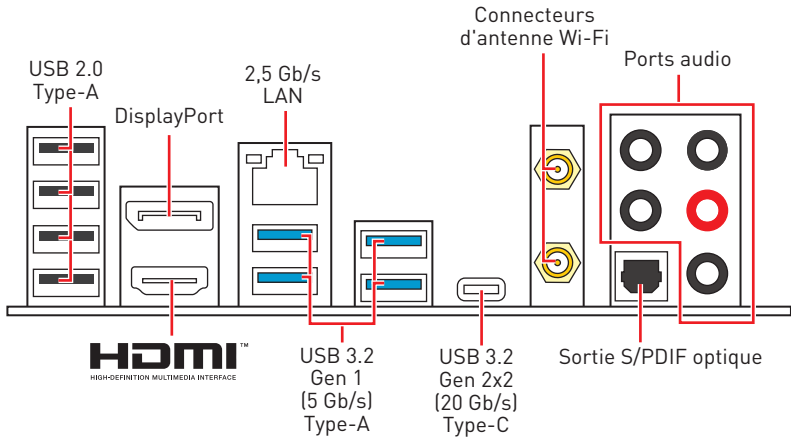 Connecteurs
d'antenne Wi-Fi
Ports audio
USB 2.0
Type-A
2,5 Gb/s
LAN
DisplayPort
HDMI™
HIGH-DEFINITION MULTIMEDIA INTERFACE
USB 3.2
Gen 1
(5 Gb/s)
Type-A
USB 3.2
Gen 2x2
(20 Gb/s)
Type-C
Sortie S/PDIF optique